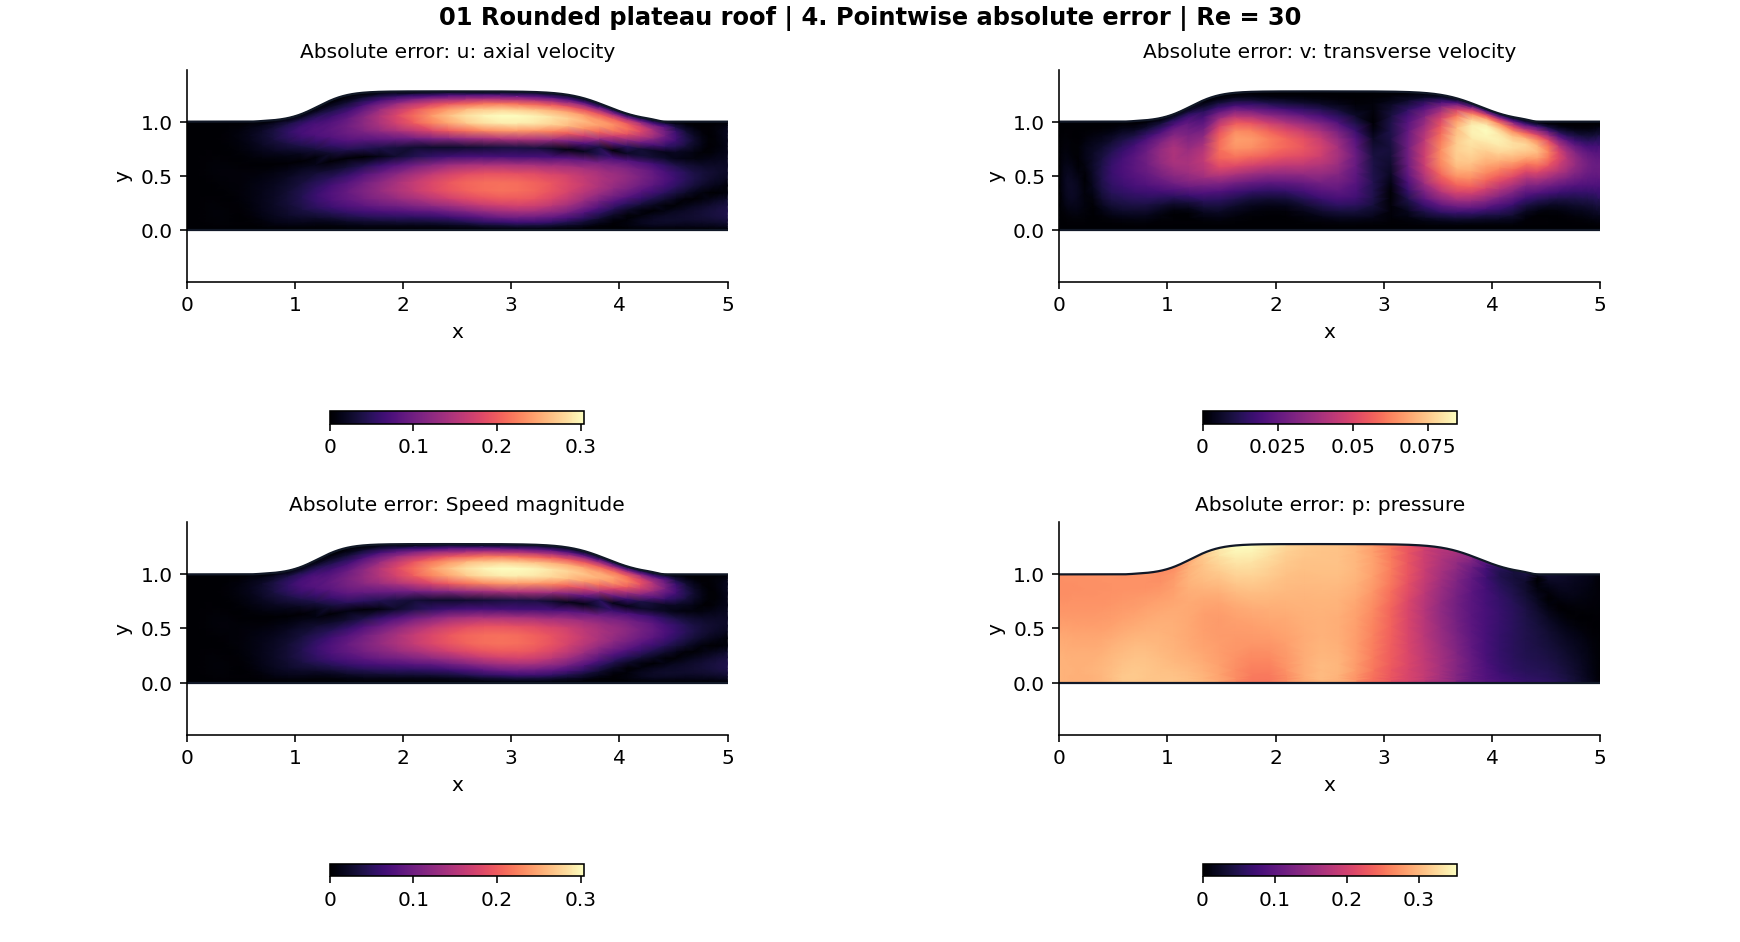 01 Rounded plateau roof | 4. Pointwise absolute error | Re = 30
Absolute error: u: axial velocity
y
1.0
0.5
0.0
0 1 2 3 4 5
x
0 0.1 0.2 0.3
Absolute error: v: transverse velocity
y
1.0
0.5
0.0
0 1 2 3 4 5
x
0 0.025 0.05 0.075
Absolute error: Speed magnitude
y
1.0
0.5
0.0
0 1 2 3 4 5
x
0 0.1 0.2 0.3
Absolute error: p: pressure
y
1.0
0.5
0.0
0 1 2 3 4 5
x
0 0.1 0.2 0.3